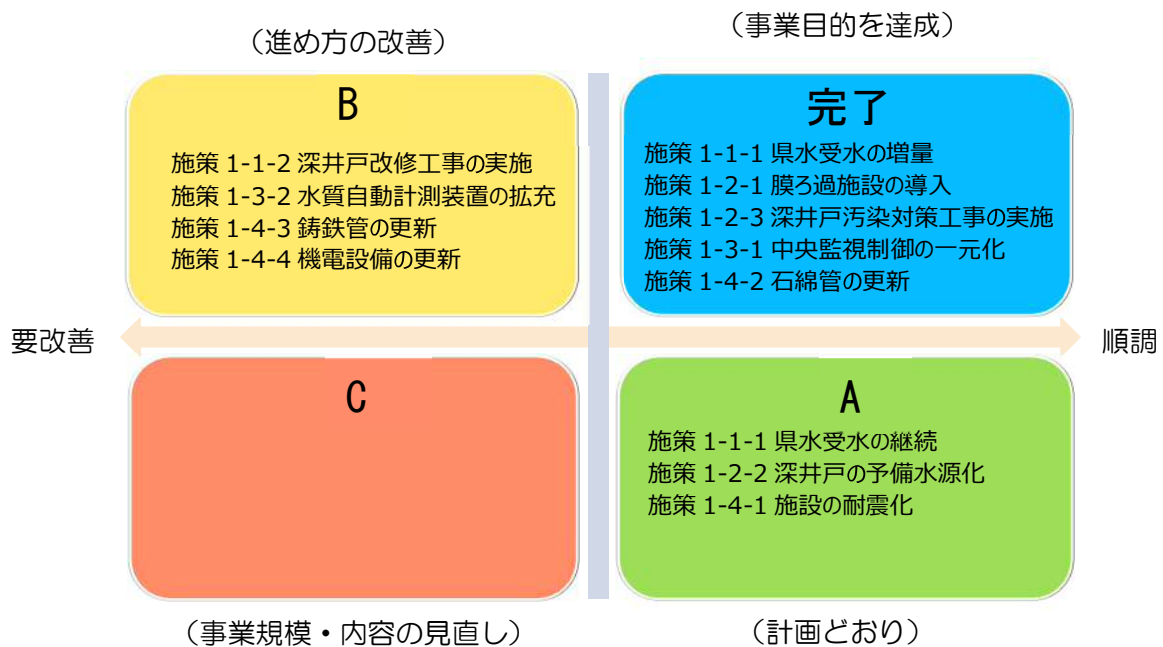 （進め方の改善）
（事業目的を達成）
B
施策 1-1-2 深井戸改修工事の実施
施策 1-3-2 水質自動計測装置の拡充
施策 1-4-3 鋳鉄管の更新
施策 1-4-4 機電設備の更新
完了
施策 1-1-1 県水受水の増量
施策 1-2-1 膜ろ過施設の導入
施策 1-2-3 深井戸汚染対策工事の実施
施策 1-3-1 中央監視制御の一元化
施策 1-4-2 石綿管の更新
要改善
順調
C
A
施策 1-1-1 県水受水の継続
施策 1-2-2 深井戸の予備水源化
施策 1-4-1 施設の耐震化
（事業規模・内容の見直し）
（計画どおり）